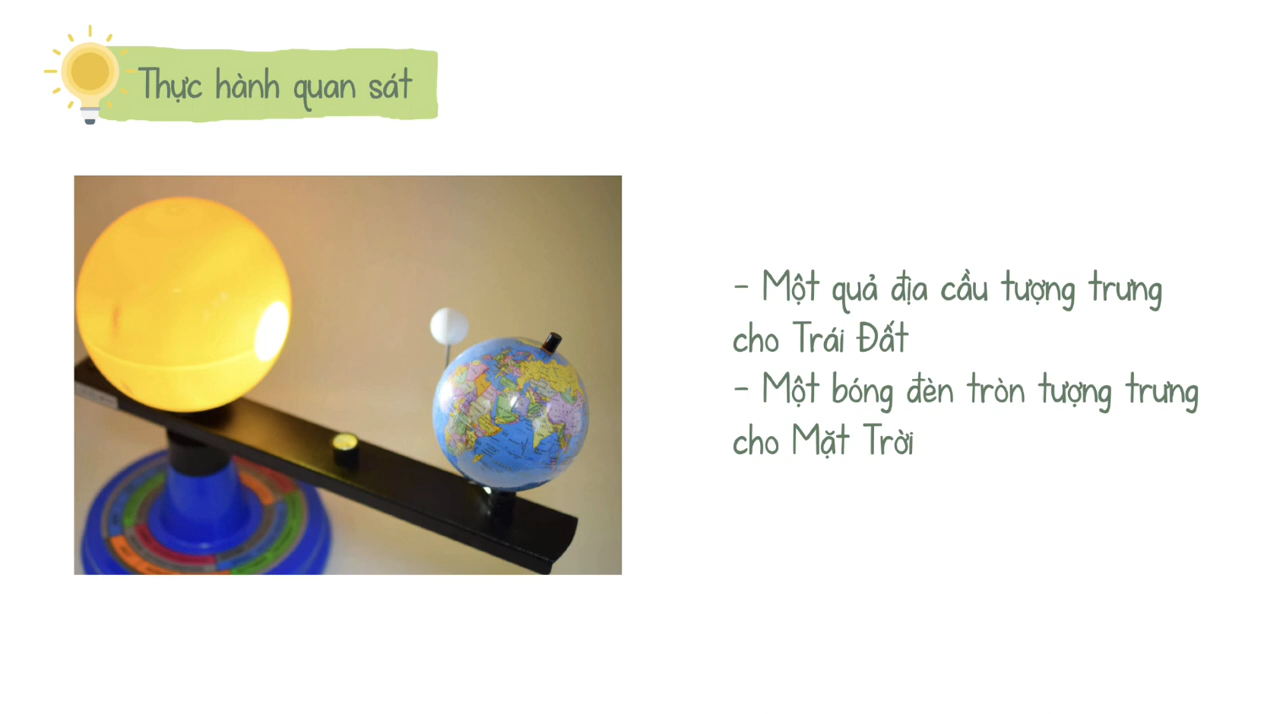 Thực hành quan sát
- Một quả địa cầu tượng trưng
cho Trái Đất
- Một bóng đèn tròn tượng trưng
cho Mặt Trời